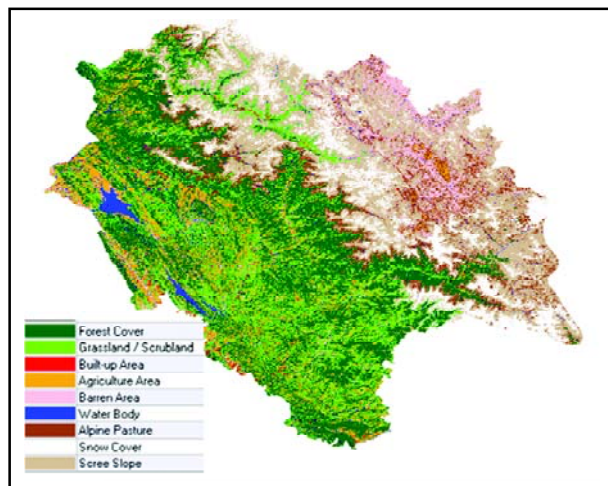 Forest Cover
Grassland / Scrubland
Built-up Area
Agriculture Area
Barren Area
Water Body
Alpine Pasture
Snow Cover
Scree Slope